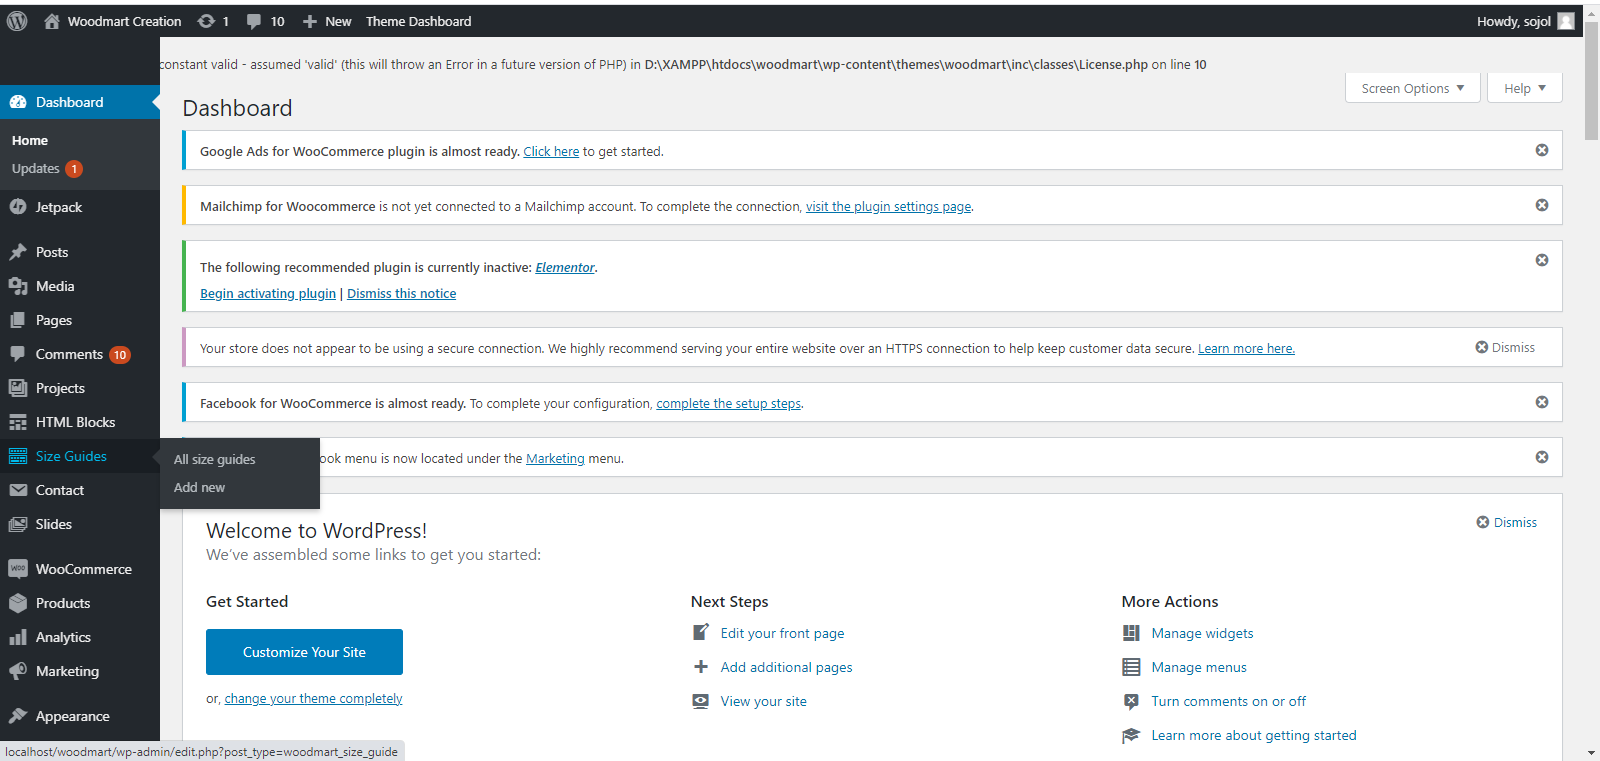 Woodmart Creation 1 10 New Theme Dashboard Howdy, sojol
constant valid - assumed 'valid' (this will throw an Error in a future version of PHP) in D:\XAMPP\htdocs\woodmart\wp-content\themes\woodmart\inc\classes\License.php on line 10
Screen Options Help
Dashboard
Dashboard
Home
Updates 1
Jetpack
Posts
Media
Pages
Comments 10
Projects
HTML Blocks
Size Guides
All size guides
Add new
Contact
Slides
WooCommerce
Products
Analytics
Marketing
Appearance
Google Ads for WooCommerce plugin is almost ready. Click here to get started.
Mailchimp for Woocommerce is not yet connected to a Mailchimp account. To complete the connection, visit the plugin settings page.
The following recommended plugin is currently inactive: Elementor.
Begin activating plugin | Dismiss this notice
Your store does not appear to be using a secure connection. We highly recommend serving your entire website over an HTTPS connection to help keep customer data secure. Learn more here. Dismiss
Facebook for WooCommerce is almost ready. To complete your configuration, complete the setup steps.
ook menu is now located under the Marketing menu.
Welcome to WordPress!
Dismiss
We've assembled some links to get you started:
Get Started
Customize Your Site
or, change your theme completely
Next Steps
Edit your front page
Add additional pages
View your site
More Actions
Manage widgets
Manage menus
Turn comments on or off
Learn more about getting started
localhost/woodmart/wp-admin/edit.php?post_type=woodmart_size_guide